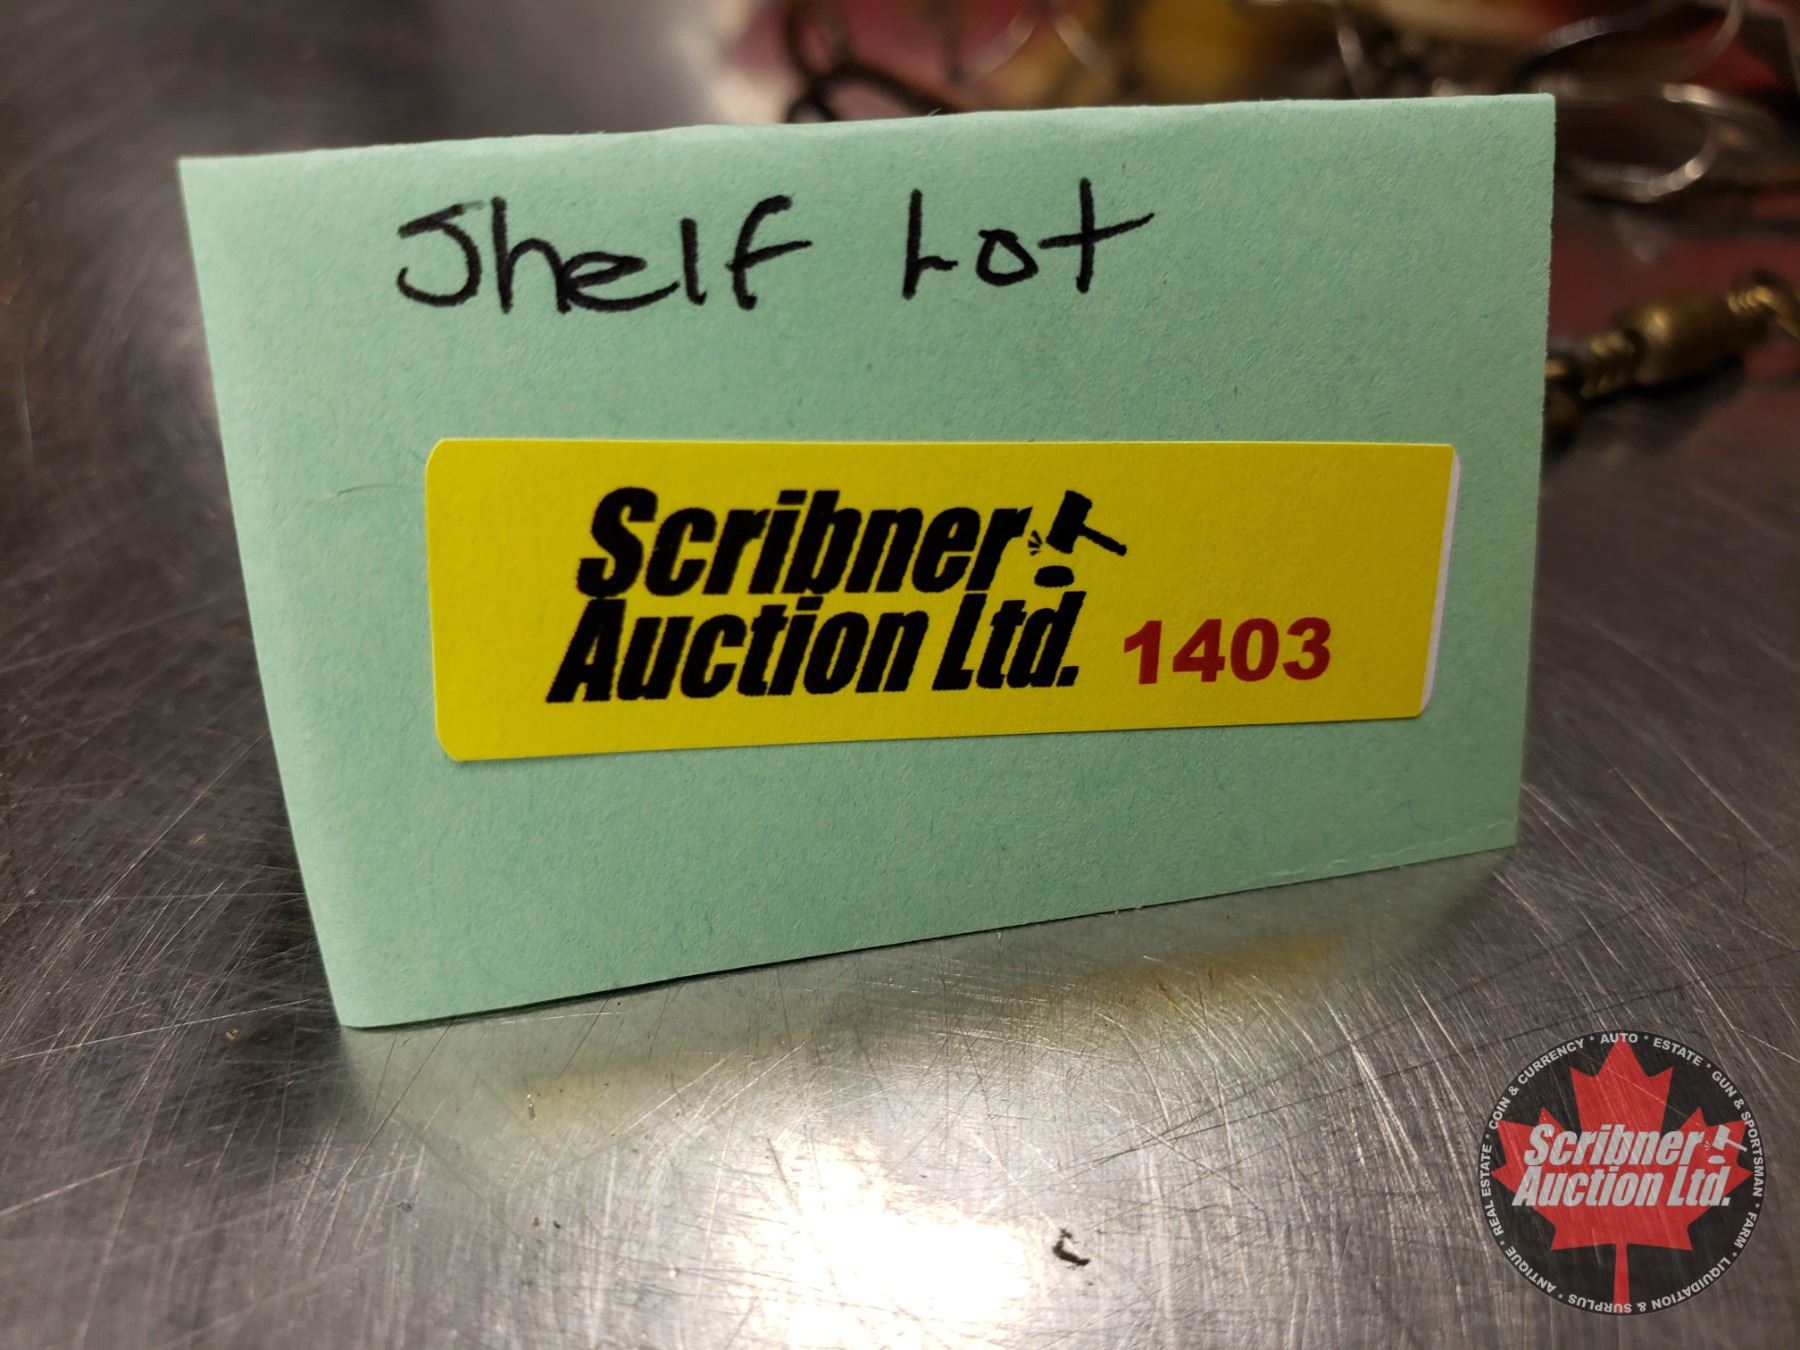 Shelf Lot
Scribner
Auction Ltd. 1403
COIN & CURRENCY * AUTO * ESTATE * GUN & SPORTSMAN * FARM * LIQUIDATION & SURPLUS * ANTIQUE * REAL ESTATE *
Scribner
Auction Ltd.